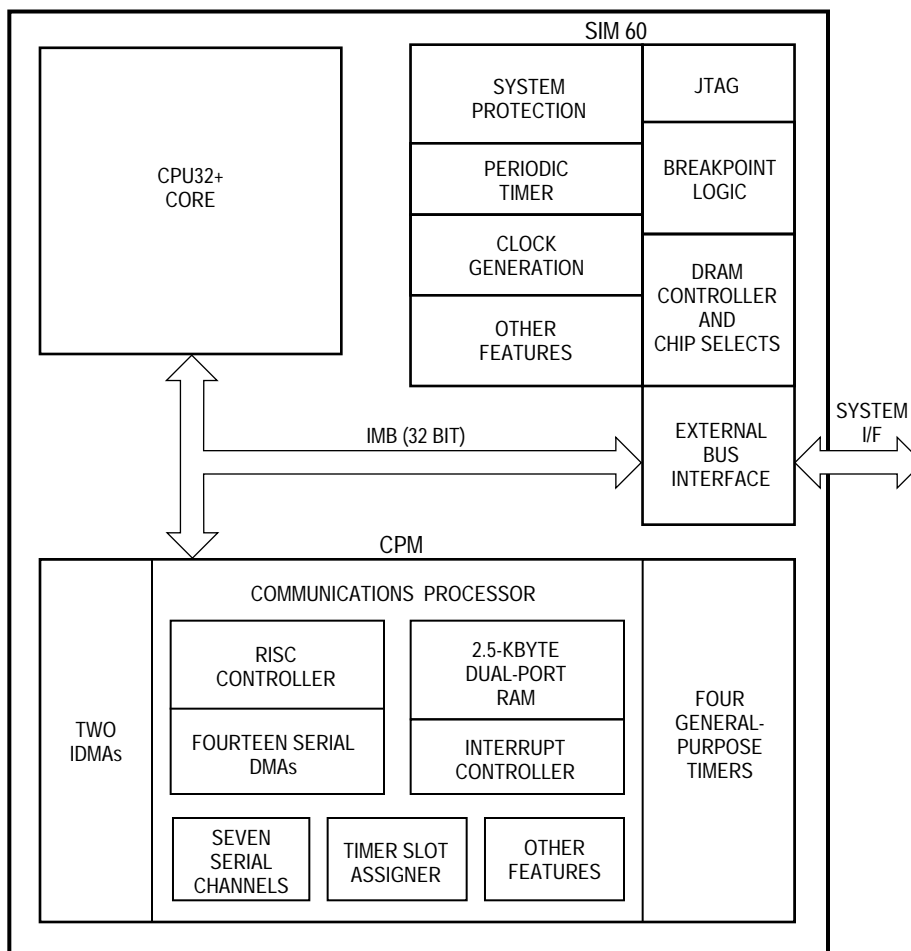 SIM 60
CPU32+
CORE
SYSTEM
PROTECTION
PERIODIC
TIMER
CLOCK
GENERATION
OTHER
FEATURES
JTAG
BREAKPOINT
LOGIC
DRAM
CONTROLLER
AND
CHIP SELECTS
EXTERNAL
BUS
INTERFACE
SYSTEM
I/F
IMB (32 BIT)
CPM
TWO
IDMAs
COMMUNICATIONS PROCESSOR
RISC
CONTROLLER
FOURTEEN SERIAL
DMAs
2.5-KBYTE
DUAL-PORT
RAM
INTERRUPT
CONTROLLER
SEVEN
SERIAL
CHANNELS
TIMER SLOT
ASSIGNER
OTHER
FEATURES
FOUR
GENERAL-
PURPOSE
TIMERS